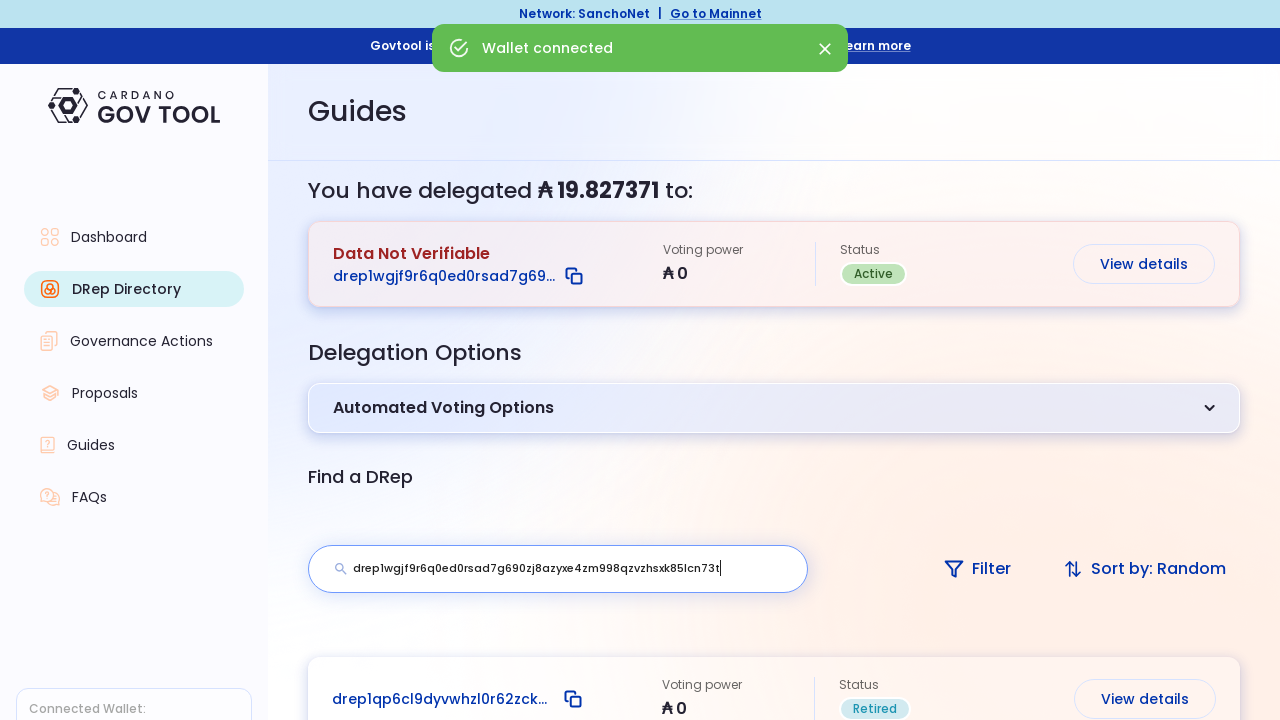 Network: SanchoNet | Go to Mainnet
Govtool is
Wallet connected
earn more
CARDANO
GOV TOOL
Guides
You have delegated ₳ 19.827371 to:
Dashboard
DRep Directory
Governance Actions
Proposals
Guides
FAQs
Data Not Verifiable
drep1wgjf9r6q0ed0rsad7g69...
Voting power
₳ 0
Status
Active
View details
Delegation Options
Automated Voting Options
Find a DRep
drep1wgjf9r6q0ed0rsad7g690zj8azyxe4zm998qzvzhsxk85lcn73t
Filter
Sort by: Random
drep1qp6cl9dyvwhzl0r62zck...
Voting power
₳ 0
Status
Retired
View details
Connected Wallet: